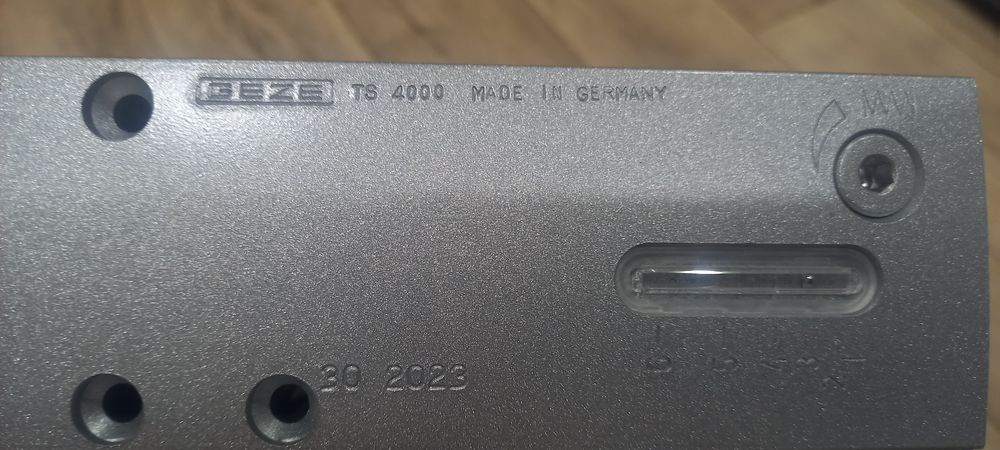 GEZE TS 4000 MADE IN GERMANY
30 2023